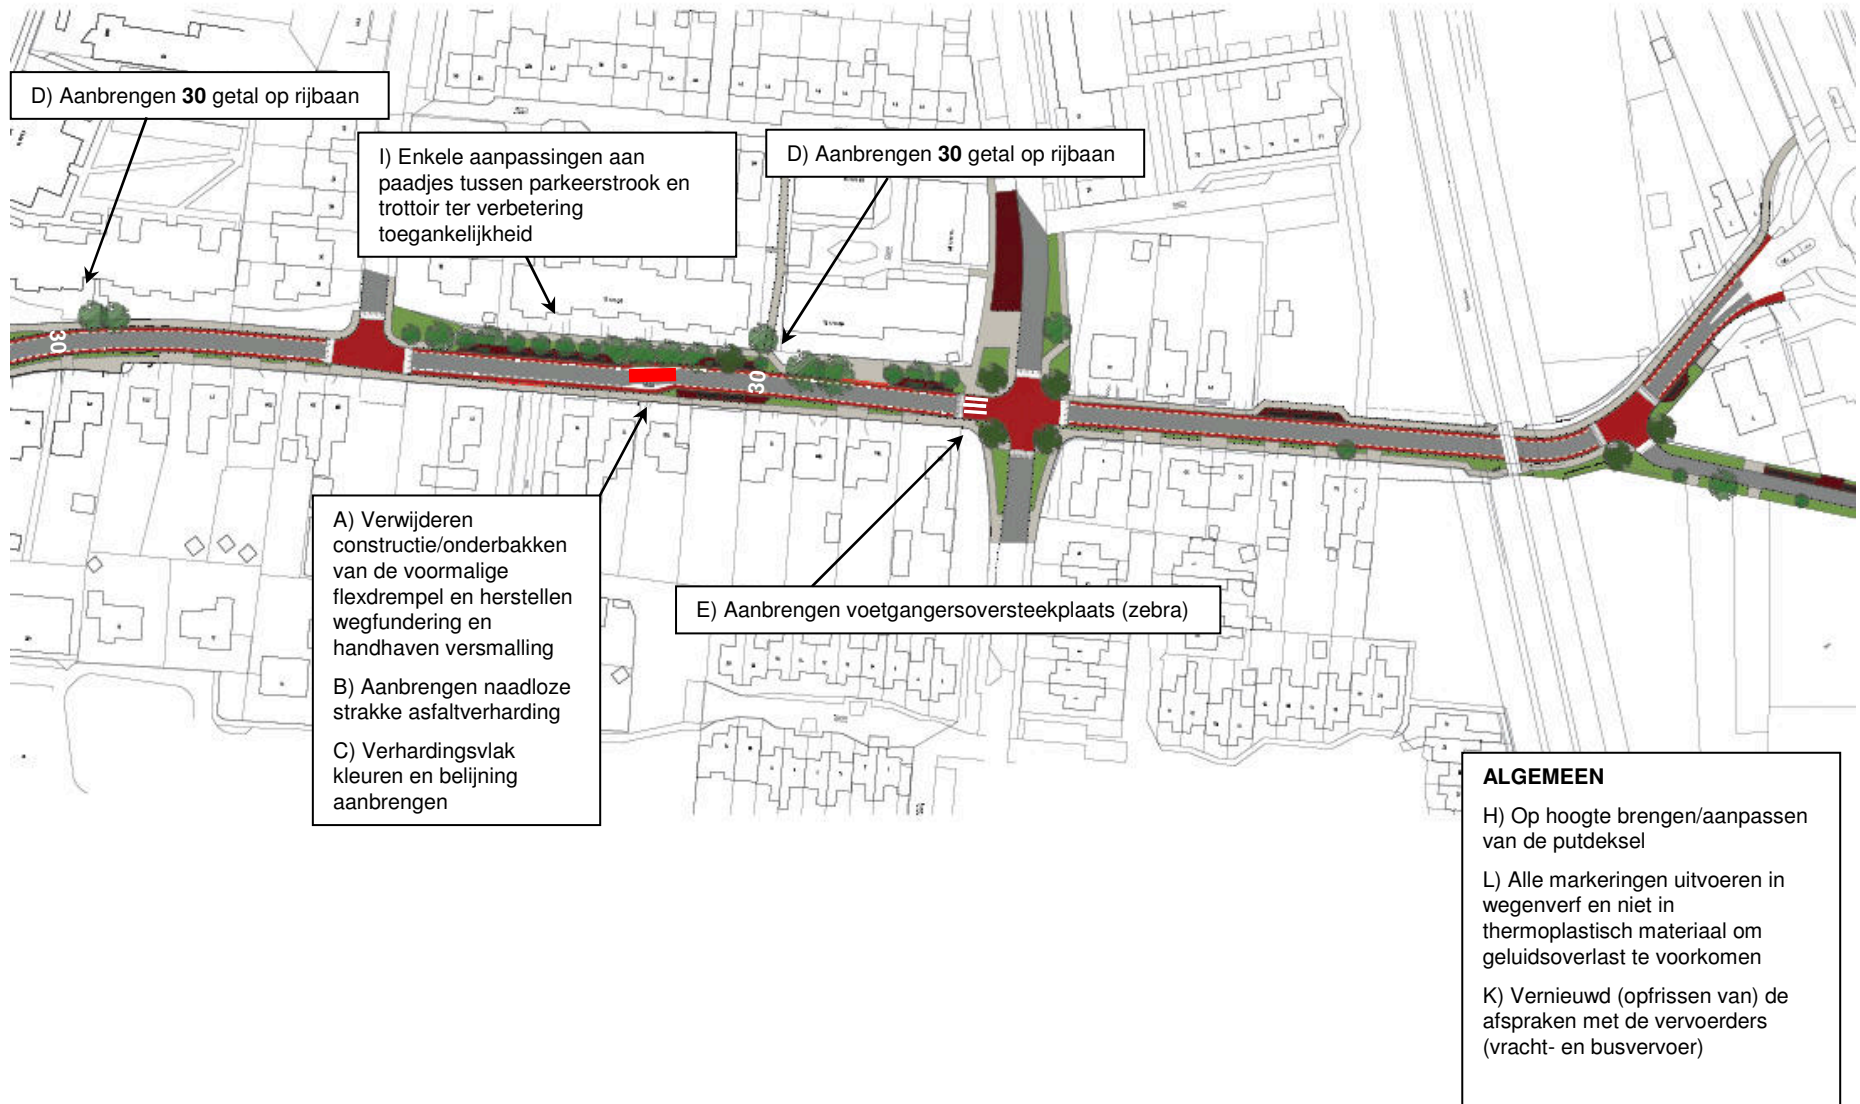 D) Aanbrengen 30 getal op rijbaan
I) Enkele aanpassingen aan
paadjes tussen parkeerstrook en
trottoir ter verbetering
toegankelijkheid
D) Aanbrengen 30 getal op rijbaan
30
30
A) Verwijderen
constructie/onderbakken
van de voormalige
flexdrempel en herstellen
wegfundering en
handhaven versmalling
B) Aanbrengen naadloze
strakke asfaltverharding
C) Verhardingsvlak
kleuren en belijning
aanbrengen
E) Aanbrengen voetgangersoversteekplaats (zebra)
ALGEMEEN
H) Op hoogte brengen/aanpassen
van de putdeksel
L) Alle markeringen uitvoeren in
wegenverf en niet in
thermoplastisch materiaal om
geluidsoverlast te voorkomen
K) Vernieuwd (opfrissen van) de
afspraken met de vervoerders
(vracht- en busvervoer)